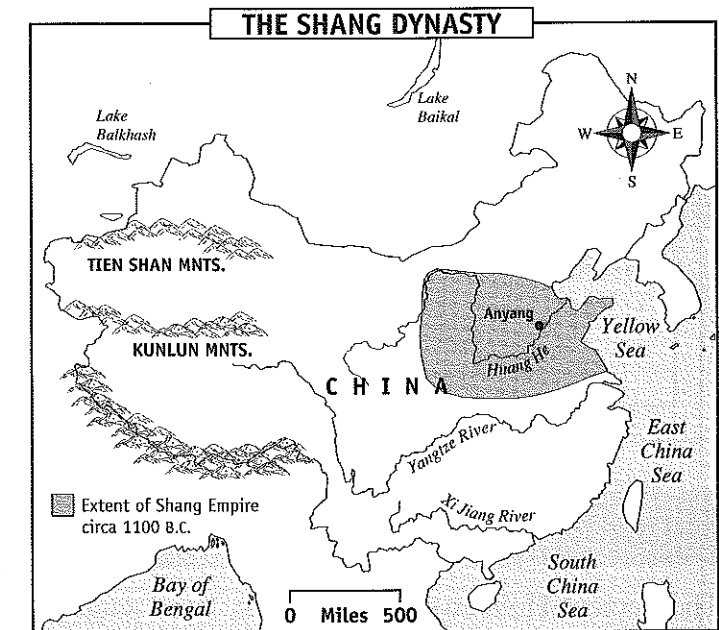 THE SHANG DYNASTY
Lake
Balkhash
Lake
Baikal
N
W
E
S
TIEN SHAN MNTS.
KUNLUN MNTS.
Anyang
Huang He
Yellow
Sea
CHINA
Yangtze River
East
China
Sea
Xi Jiang River
Extent of Shang Empire
circa 1100 B.C.
Bay of
Bengal
0 Miles 500
South
China
Sea